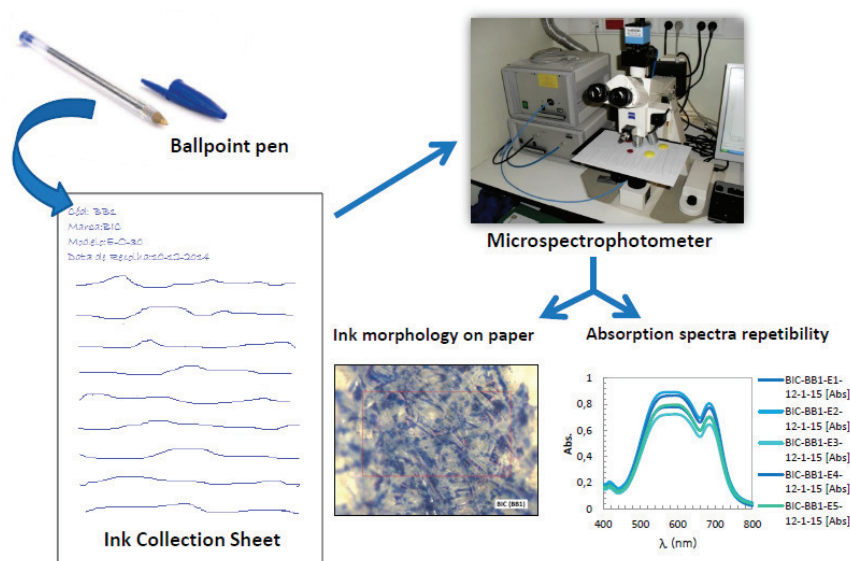 Ballpoint pen
Cód: BB1
Marca:BIC
Modelo:E-O-80
Data de Recolha:10-12-2014
Ink Collection Sheet
Microspectrophotometer
Ink morphology on paper
BIC (BB1)
Absorption spectra repetibility
Abs.
1
0,8
0,6
0,4
0,2
0
400 500 600 700 800
λ (nm)
BIC-BB1-E1-
12-1-15 [Abs]
BIC-BB1-E2-
12-1-15 [Abs]
BIC-BB1-E3-
12-1-15 [Abs]
BIC-BB1-E4-
12-1-15 [Abs]
BIC-BB1-E5-
12-1-15 [Abs]